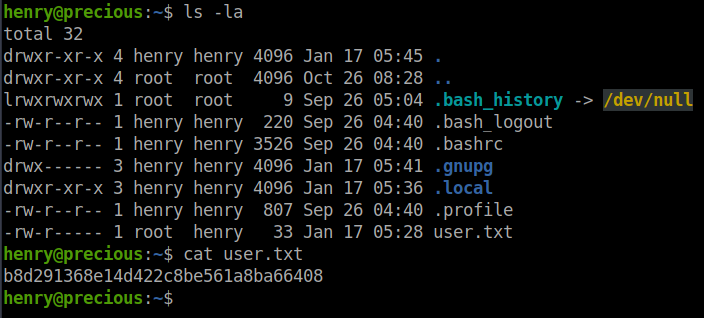 henry@precious:~$ ls -la
total 32
drwxr-xr-x 4 henry henry 4096 Jan 17 05:45 .
drwxr-xr-x 4 root  root  4096 Oct 26 08:28 ..
lrwxrwxrwx 1 root  root     9 Sep 26 05:04 .bash_history -> /dev/null
-rw-r--r-- 1 henry henry  220 Sep 26 04:40 .bash_logout
-rw-r--r-- 1 henry henry 3526 Sep 26 04:40 .bashrc
drwx------ 3 henry henry 4096 Jan 17 05:41 .gnupg
drwxr-xr-x 3 henry henry 4096 Jan 17 05:36 .local
-rw-r--r-- 1 henry henry  807 Sep 26 04:40 .profile
-rw-r----- 1 root  henry   33 Jan 17 05:28 user.txt
henry@precious:~$ cat user.txt
b8d291368e14d422c8be561a8ba66408
henry@precious:~$